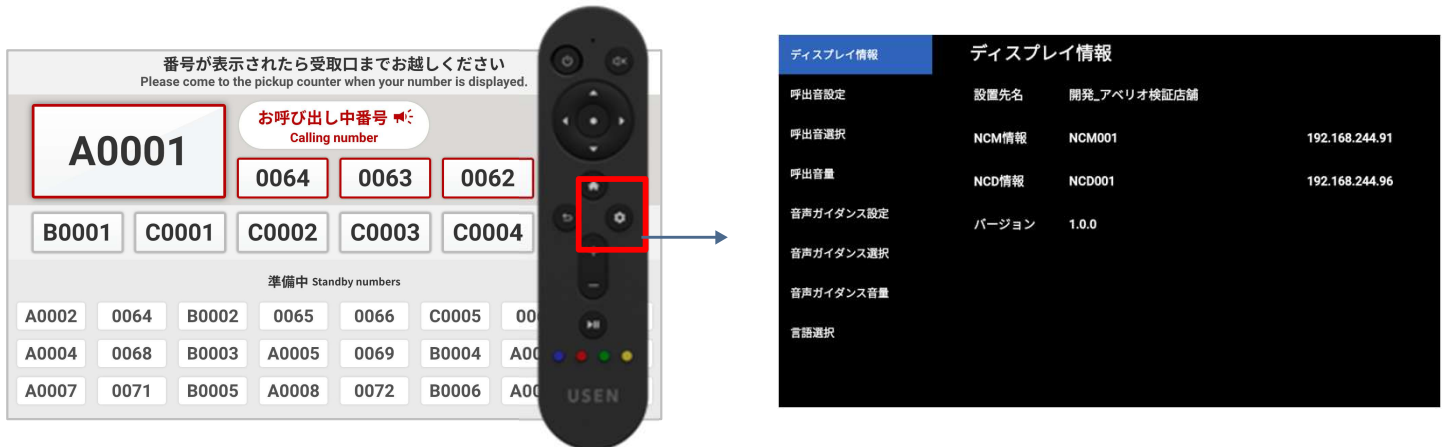 番号が表示されたら受取口までお越しください
Please come to the pickup counter when your number is displayed.
A0001
お呼び出し中番号
Calling number
0064 0063 0062
B0001 C0001 C0002 C0003 C0004
準備中 Standby numbers
A0002 0064 B0002 0065 0066 C0005
A0004 0068 B0003 A0005 0069 B0004
A0007 0071 B0005 A0008 0072 B0006
USEN
ディスプレイ情報
呼出音設定
呼出音選択
呼出音量
音声ガイダンス設定
音声ガイダンス選択
音声ガイダンス音量
言語選択
ディスプレイ情報
設置先名 開発_アベリオ検証店舗
NCM情報 NCM001 192.168.244.91
NCD情報 NCD001 192.168.244.96
バージョン 1.0.0